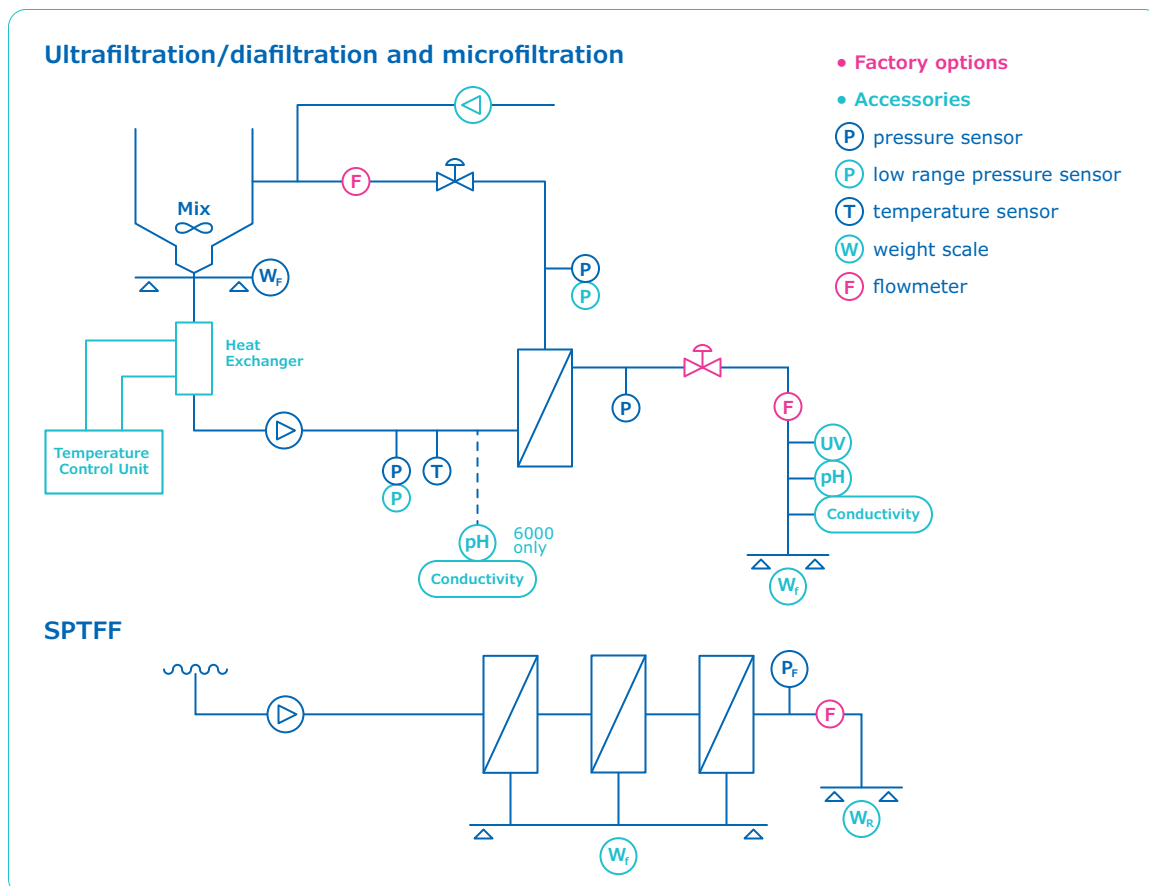 Ultrafiltration/diafiltration and microfiltration
• Factory options
• Accessories
P pressure sensor
P low range pressure sensor
T temperature sensor
W weight scale
F flowmeter
F
Mix
WF
P
P
Heat
Exchanger
P
F
Temperature
Control Unit
UV
pH
Conductivity
P
P
T
pH
6000
only
Conductivity
Wf
SPTFF
PF
F
WR
Wf